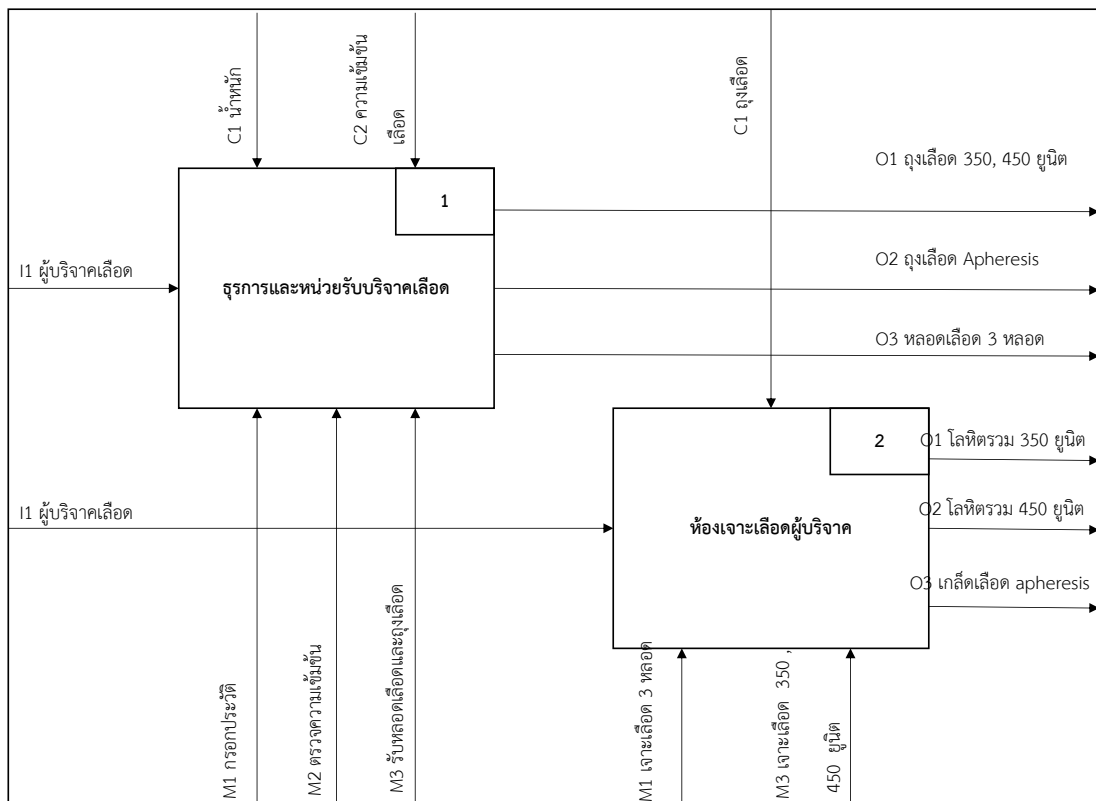 C1 น้ำหนัก
C2 ความเข้มข้น
เลือด
C1 ถุงเลือด
1
O1 ถุงเลือด 350, 450 ยูนิต
I1 ผู้บริจาคเลือด
ธุรการและหน่วยรับบริจาคเลือด
O2 ถุงเลือด Apheresis
O3 หลอดเลือด 3 หลอด
2
O1 โลหิตรวม 350 ยูนิต
I1 ผู้บริจาคเลือด
ห้องเจาะเลือดผู้บริจาค
O2 โลหิตรวม 450 ยูนิต
O3 เกล็ดเลือด apheresis
M1 กรอกประวัติ
M2 ตรวจความเข้มข้น
M3 รับหลอดเลือดและถุงเลือด
M1 เจาะเลือด 3 หลอด
M3 เจาะเลือด 350 ,
450 ยูนิต